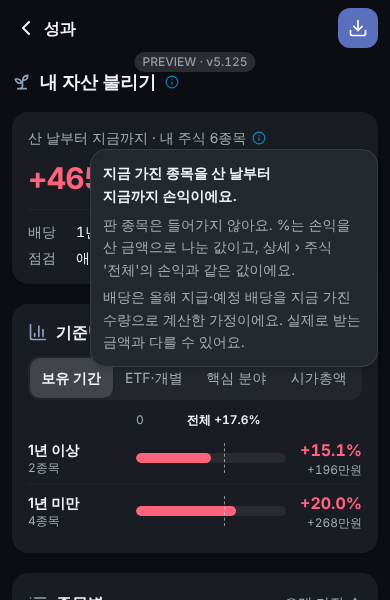 성과
PREVIEW · v5.125
내 자산 불리기
산 날부터 지금까지 · 내 주식 6종목
지금 가진 종목을 산 날부터
지금까지 손익이에요.
판 종목은 들어가지 않아요. %는 손익을
산 금액으로 나눈 값이고, 상세 › 주식
'전체'의 손익과 같은 값이에요.
배당은 올해 지급·예정 배당을 지금 가진
수량으로 계산한 가정이에요. 실제로 받는
금액과 다를 수 있어요.
+465
배당
점검
보유 기간 ETF·개별 핵심 분야 시가총액
0 전체 +17.6%
1년 이상 +15.1%
2종목 +196만원
1년 미만 +20.0%
4종목 +268만원